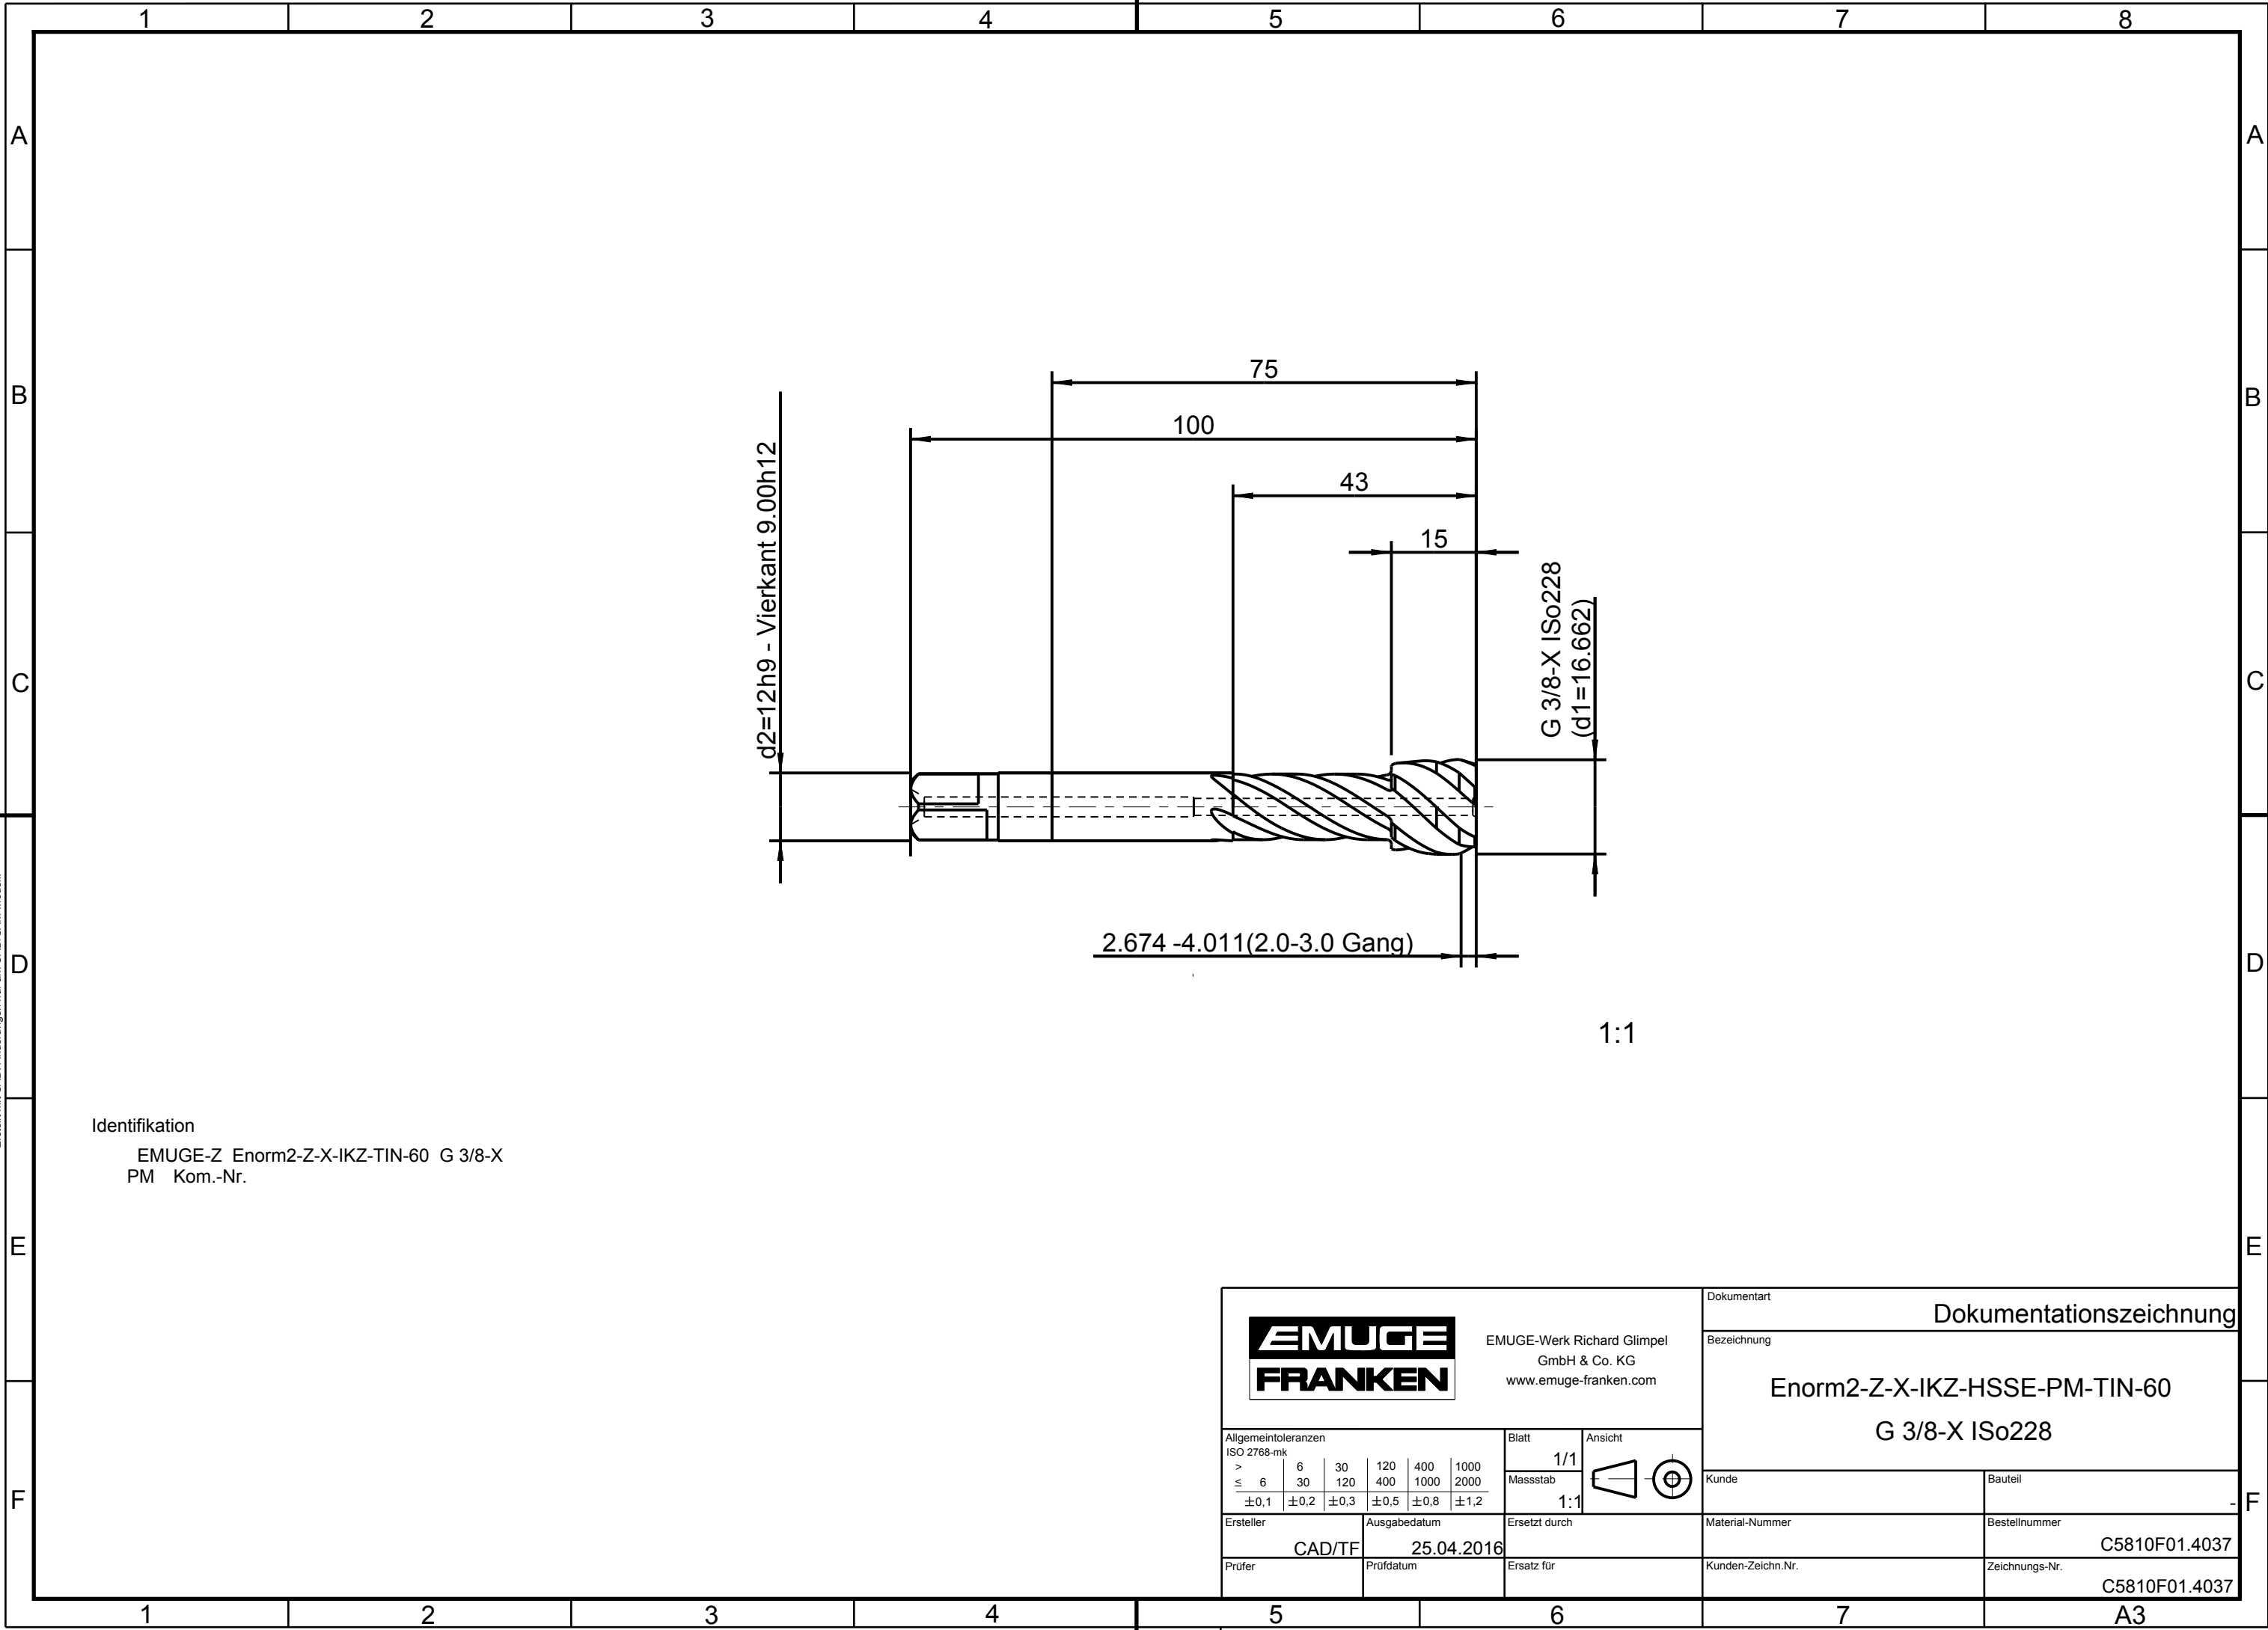 1 2 3 4 5 6 7 8
A A
B B
C C
D D
E E
F F
75
100
43
15
d2=12h9 - Vierkant 9.00h12
G 3/8-X ISo228
(d1=16.662)
2.674 -4.011(2.0-3.0 Gang)
1:1
Identifikation
EMUGE-Z Enorm2-Z-X-IKZ-TIN-60 G 3/8-X
PM Kom.-Nr.
EMUGE
FRANKEN
EMUGE-Werk Richard Glimpel
GmbH & Co. KG
www.emuge-franken.com
Dokumentart
Dokumentationszeichnung
Bezeichnung
Enorm2-Z-X-IKZ-HSSE-PM-TIN-60
G 3/8-X ISo228
Allgemeintoleranzen
ISO 2768-mk
> 6 30 120 400 1000
≤ 6 30 120 400 1000 2000
±0,1 ±0,2 ±0,3 ±0,5 ±0,8 ±1,2
Blatt
1/1
Ansicht
Massstab
1:1
Kunde
Bauteil
-
Ersteller
CAD/TF
Ausgabedatum
25.04.2016
Ersetzt durch
Material-Nummer
Bestellnummer
C5810F01.4037
Prüfer
Prüfdatum
Ersatz für
Kunden-Zeichn.Nr.
Zeichnungs-Nr.
C5810F01.4037
1 2 3 4 5 6 7 A3